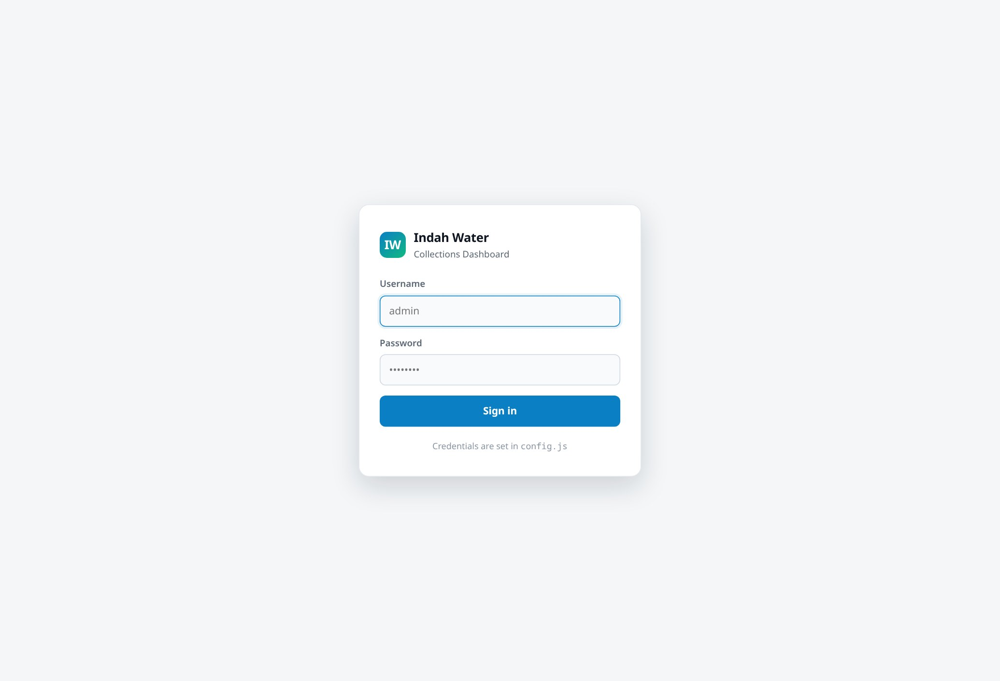 IW
Indah Water
Collections Dashboard
Username
admin
Password
••••••••
Sign in
Credentials are set in config.js